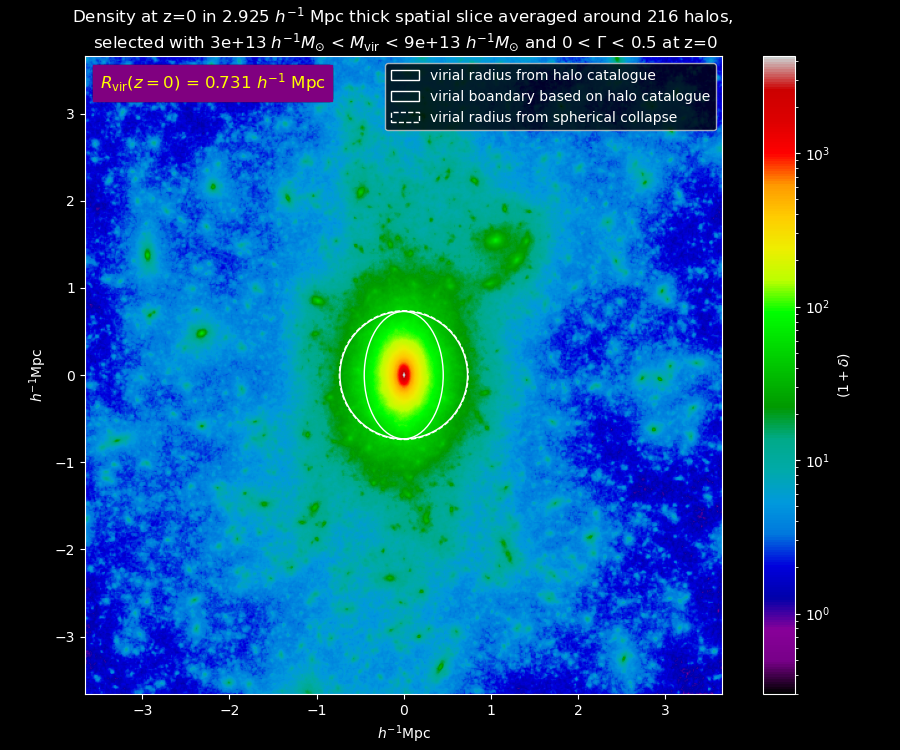 Density at z=0 in 2.925 h⁻¹ Mpc thick spatial slice averaged around 216 halos,
selected with 3e+13 h⁻¹M⊙ < Mvir < 9e+13 h⁻¹M⊙ and 0 < Γ < 0.5 at z=0
Rvir(z = 0) = 0.731 h⁻¹ Mpc
virial radius from halo catalogue
virial boandary based on halo catalogue
virial radius from spherical collapse
3
2
1
0
−1
−2
−3
h⁻¹Mpc
−3 −2 −1 0 1 2 3
h⁻¹Mpc
10³
10²
10¹
10⁰
(1 + δ)